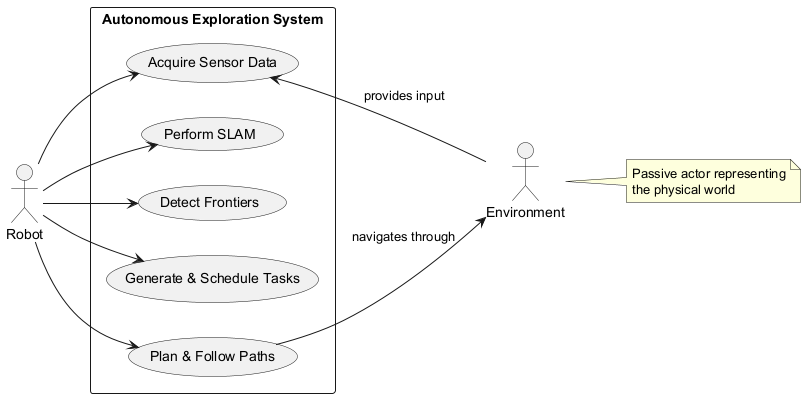 Autonomous Exploration System
Acquire Sensor Data
provides input
Perform SLAM
Passive actor representing
the physical world
Detect Frontiers
Environment
Robot
navigates through
Generate & Schedule Tasks
Plan & Follow Paths